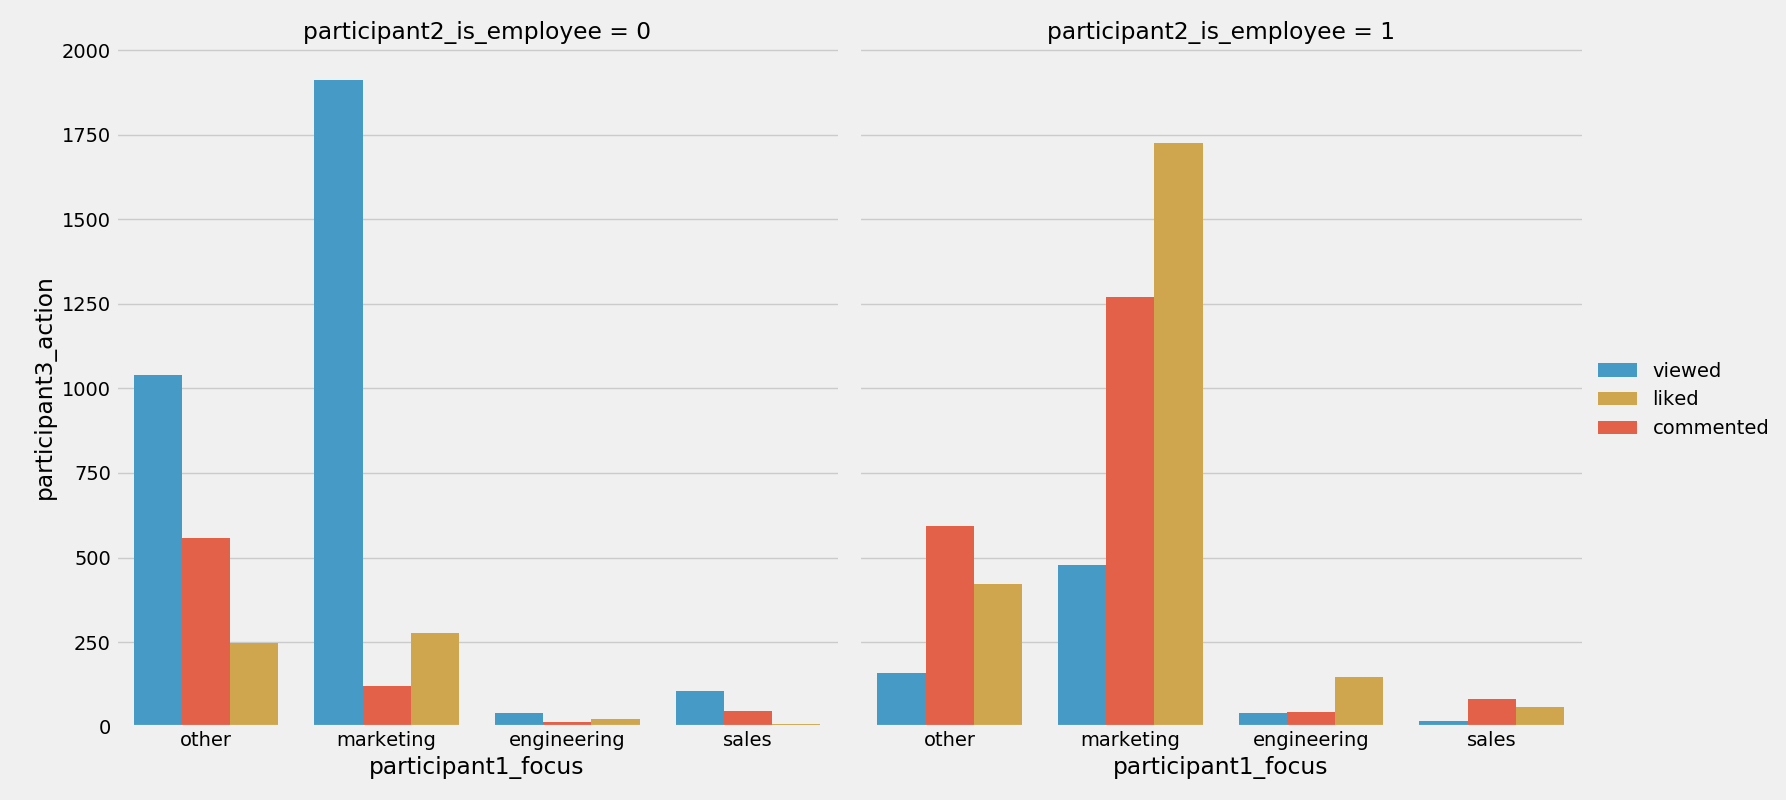 participant2_is_employee = 0
participant2_is_employee = 1
2000
1750
1500
1250
1000
750
500
250
0
participant3_action
other marketing engineering sales
other marketing engineering sales
participant1_focus
participant1_focus
viewed
liked
commented